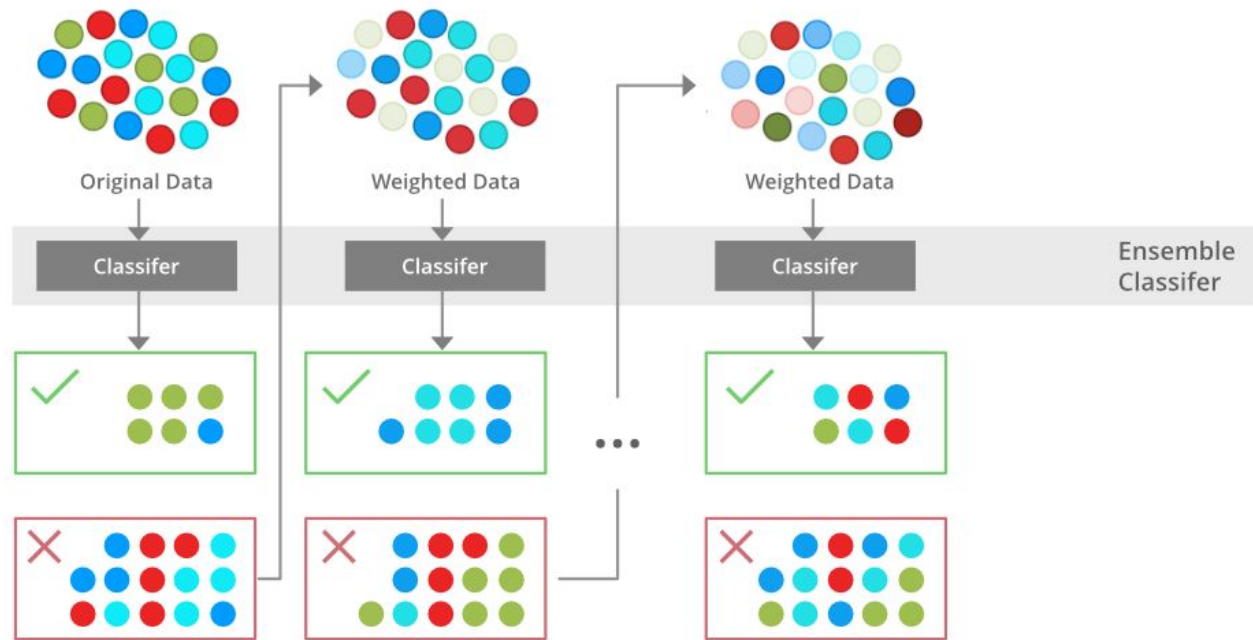 Original Data
Weighted Data
Weighted Data
Classifer
Classifer
Classifer
Ensemble
Classifer
...